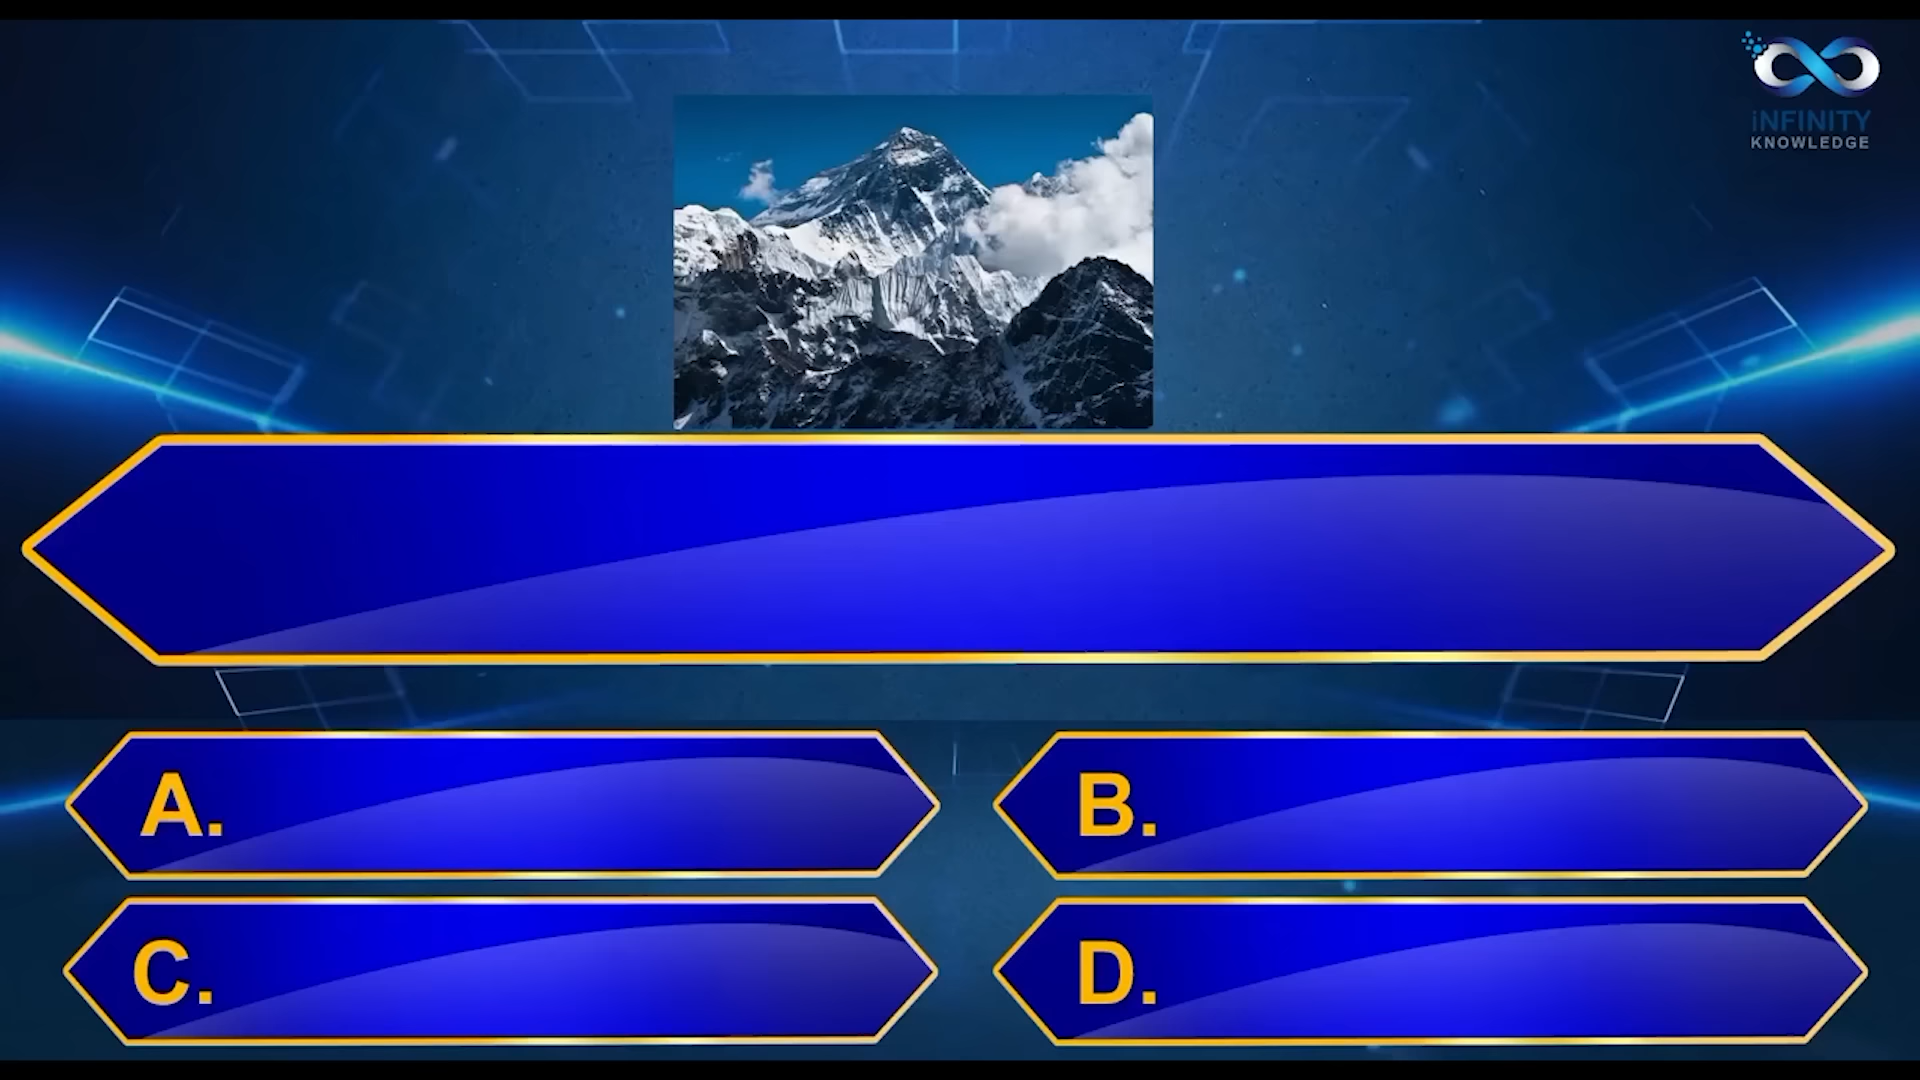 iNFINITY
KNOWLEDGE
A.
B.
C.
D.